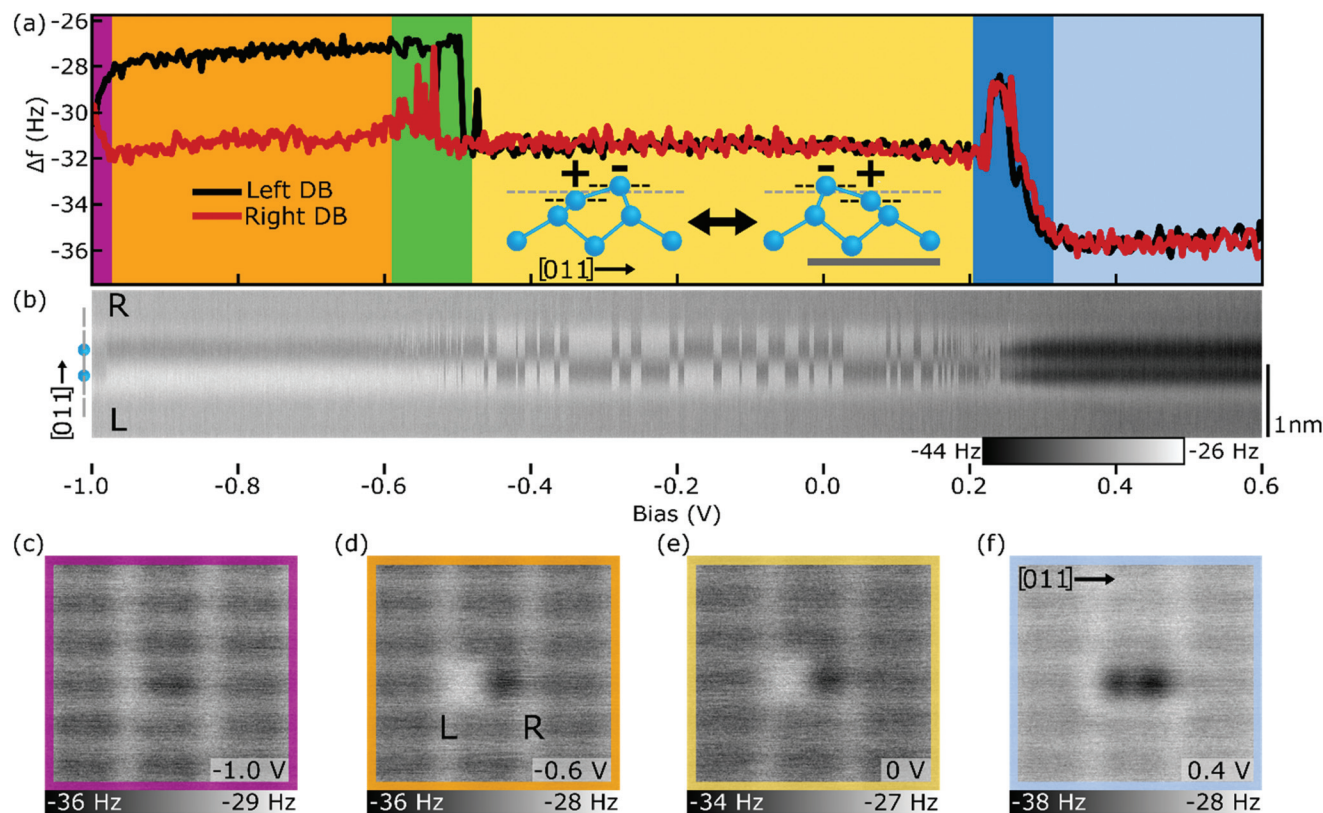 (a)
-26
-28
-30
-32
-34
-36
Δf (Hz)
Left DB
Right DB
+ -
- +
[011]
(b)
R
L
[011]
1nm
-44 Hz
-26 Hz
-1.0 -0.8 -0.6 -0.4 -0.2 0.0 0.2 0.4 0.6
Bias (V)
(c)
-1.0 V
-36 Hz -29 Hz
(d)
L R
-0.6 V
-36 Hz -28 Hz
(e)
0 V
-34 Hz -27 Hz
(f)
[011]
0.4 V
-38 Hz -28 Hz